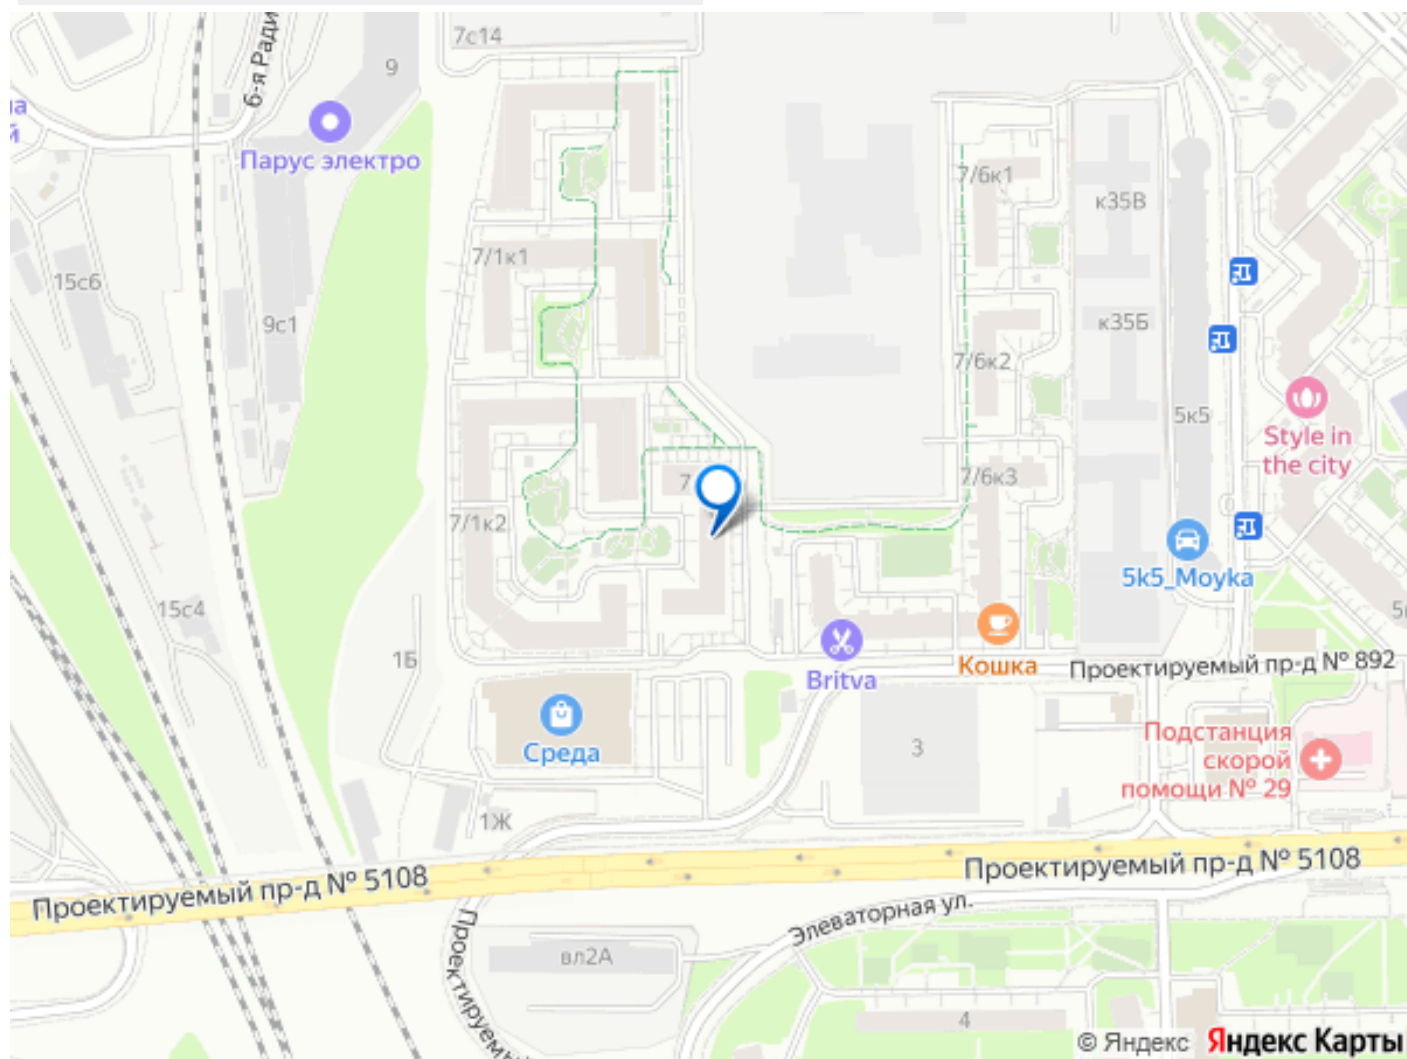 7с14
6-я Ради
9
Парус электро
7/6к1
к35В
7/1к1
15с6
9с1
к35Б
7/6к2
5к5
Style in
the city
7/6к3
7
7/1к2
5k5_Moyka
15с4
1Б
Britva
Кошка
Проектируемый пр-д № 892
Среда
3
Подстанция
скорой
помощи № 29
1Ж
Проектируемый пр-д № 5108
Проектируемый пр-д № 5108
Элеваторная ул.
Проектируемый
вл2А
4
© Яндекс Яндекс Карты